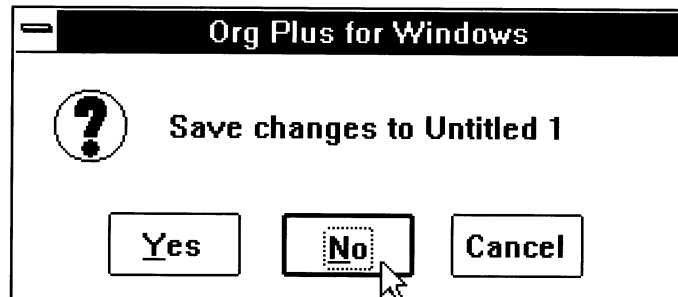 Org Plus for Windows
Save changes to Untitled 1
Yes No Cancel